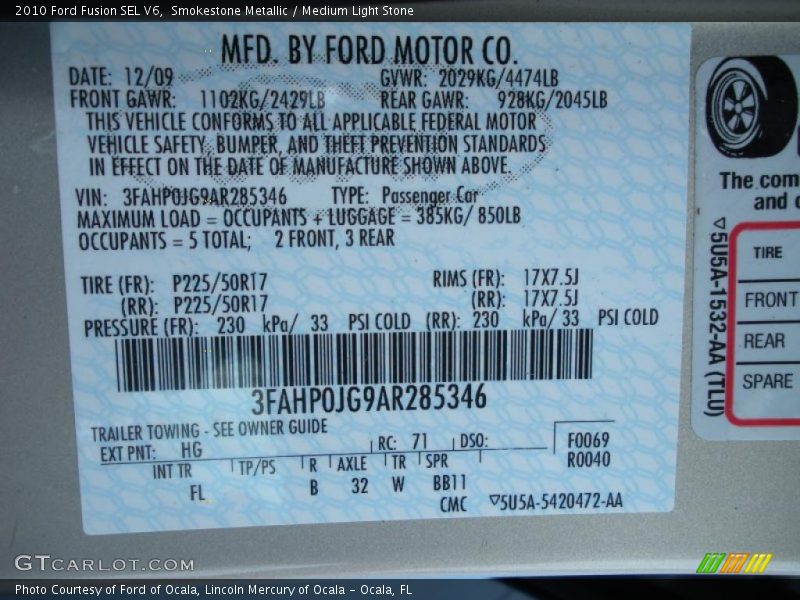 2010 Ford Fusion SEL V6,  Smokestone Metallic / Medium Light Stone
MFD. BY FORD MOTOR CO.
DATE: 12/09 GVWR: 2029KG/4474LB
FRONT GAWR: 1102KG/2429LB REAR GAWR: 928KG/2045LB
THIS VEHICLE CONFORMS TO ALL APPLICABLE FEDERAL MOTOR
VEHICLE SAFETY, BUMPER, AND THEFT PREVENTION STANDARDS
IN EFFECT ON THE DATE OF MANUFACTURE SHOWN ABOVE.
VIN: 3FAHP0JG9AR285346 TYPE: Passenger Car
MAXIMUM LOAD = OCCUPANTS + LUGGAGE = 385KG/ 850LB
OCCUPANTS = 5 TOTAL; 2 FRONT, 3 REAR
TIRE (FR): P225/50R17 RIMS (FR): 17X7.5J
(RR): P225/50R17 (RR): 17X7.5J
PRESSURE (FR): 230 kPa/ 33 PSI COLD (RR): 230 kPa/ 33 PSI COLD
3FAHP0JG9AR285346
TRAILER TOWING - SEE OWNER GUIDE
EXT PNT: HG RC: 71 DSO: F0069
INT TR TP/PS R AXLE TR SPR R0040
FL B 32 W BB11
CMC 5U5A-5420472-AA
The com
and
5U5A-1532-AA (TLU)
TIRE
FRONT
REAR
SPARE
GTCARLOT.COM
Photo Courtesy of Ford of Ocala, Lincoln Mercury of Ocala – Ocala, FL